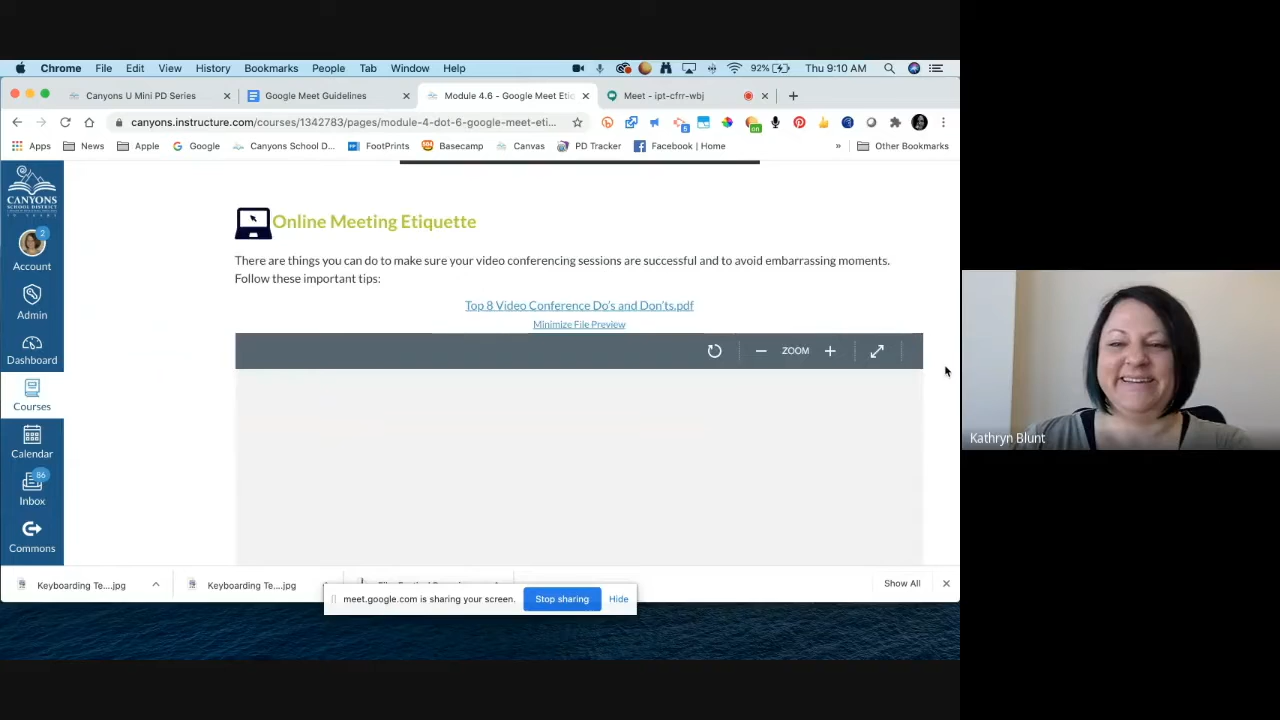 Chrome File Edit View History Bookmarks People Tab Window Help 92% Thu 9:10 AM
Canyons U Mini PD Series Google Meet Guidelines Module 4.6 - Google Meet Etic Meet - ipt-cfrr-wbj
canyons.instructure.com/courses/1342783/pages/module-4-dot-6-google-meet-eti...
Apps News Apple Google Canyons School D... FootPrints Basecamp Canvas PD Tracker Facebook | Home » Other Bookmarks
CANYONS
SCHOOL DISTRICT
Online Meeting Etiquette
2
Account
There are things you can do to make sure your video conferencing sessions are successful and to avoid embarrassing moments.
Follow these important tips:
Admin
Top 8 Video Conference Do's and Don'ts.pdf
Minimize File Preview
ZOOM
Dashboard
Courses
Calendar
86
Inbox
Commons
Kathryn Blunt
Keyboarding Te....jpg Keyboarding Te....jpg Show All
meet.google.com is sharing your screen. Stop sharing Hide